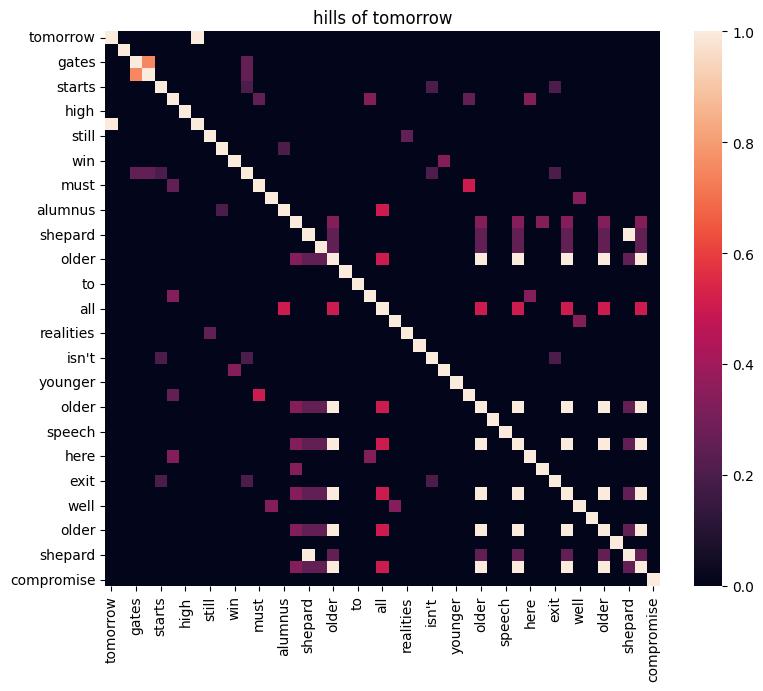 hills of tomorrow
tomorrow
gates
starts
high
still
win
must
alumnus
shepard
older
to
all
realities
isn't
younger
older
speech
here
exit
well
older
shepard
compromise
1.0
0.8
0.6
0.4
0.2
0.0
tomorrow
gates
starts
high
still
win
must
alumnus
shepard
older
to
all
realities
isn't
younger
older
speech
here
exit
well
older
shepard
compromise